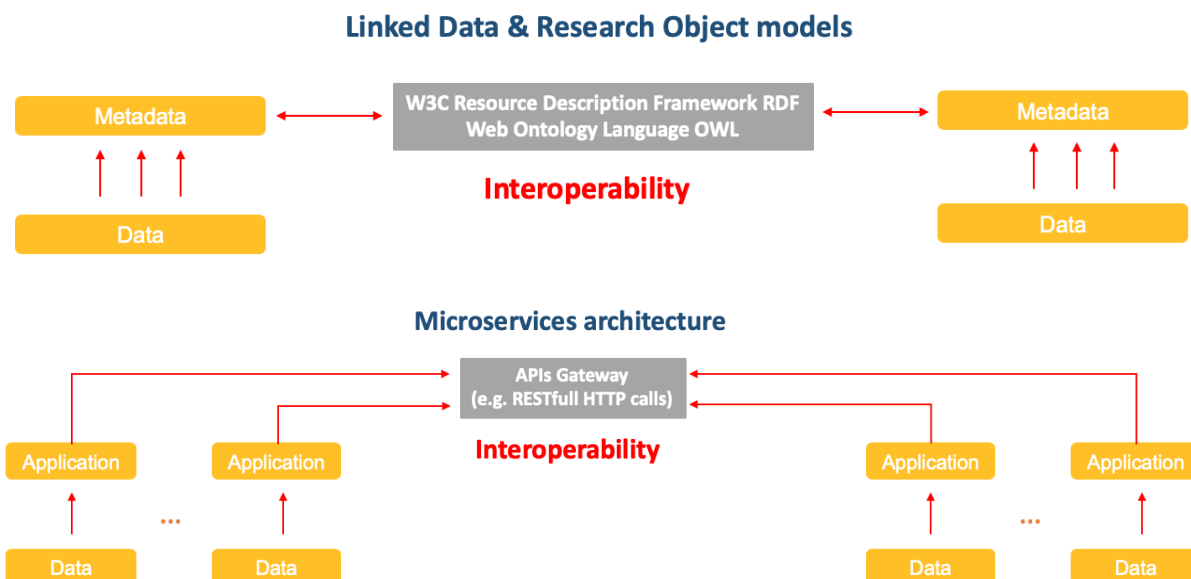 Linked Data & Research Object models
Metadata
W3C Resource Description Framework RDF
Web Ontology Language OWL
Metadata
Interoperability
Data
Data
Microservices architecture
APIs Gateway
(e.g. RESTfull HTTP calls)
Interoperability
Application
Application
Application
Application
...
...
Data
Data
Data
Data